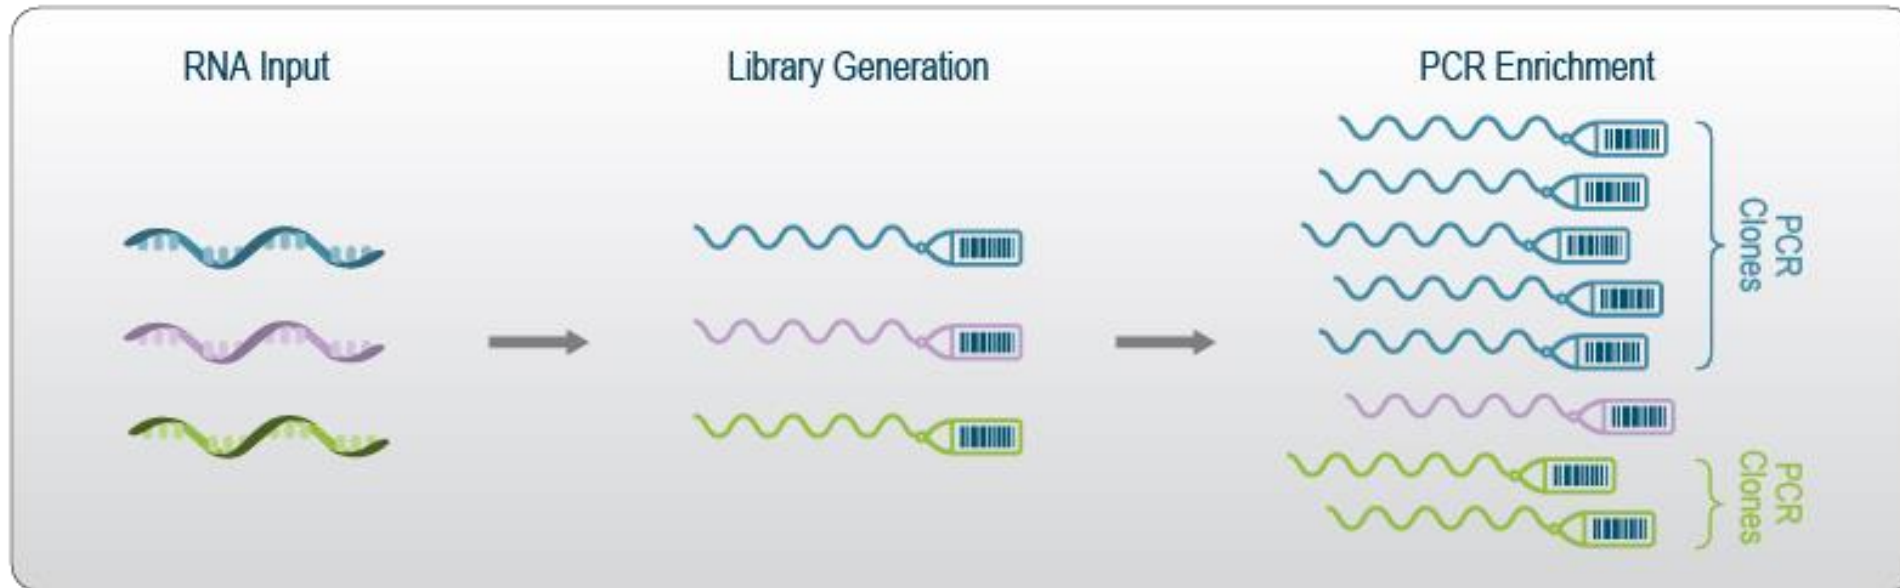 RNA Input
Library Generation
PCR Enrichment
PCR
Clones
PCR
Clones